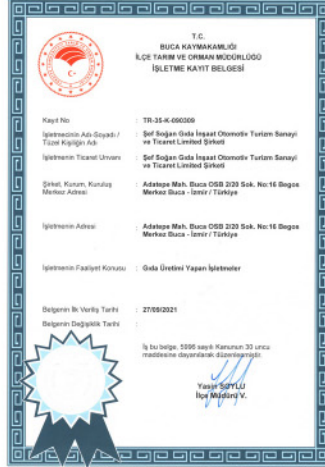 T.C.
BUCA KAYMAKAMLIĞI
İLÇE TARIM VE ORMAN MÜDÜRLÜĞÜ
İŞLETME KAYIT BELGESİ
Kayıt No : TR-35-K-090309
İşletmecinin Adı-Soyadı / : Şef Soğan Gıda İnşaat Otomotiv Turizm Sanayi
Tüzel Kişiliğin Adı ve Ticaret Limited Şirketi
İşletmenin Ticaret Unvanı : Şef Soğan Gıda İnşaat Otomotiv Turizm Sanayi
ve Ticaret Limited Şirketi
Şirket, Kurum, Kuruluş : Adatepe Mah. Buca OSB 2/20 Sok. No:16 Begos
Merkez Adresi Merkez Buca - İzmir / Türkiye
İşletmenin Adresi : Adatepe Mah. Buca OSB 2/20 Sok. No:16 Begos
Merkez Buca - İzmir / Türkiye
İşletmenin Faaliyet Konusu : Gıda Üretimi Yapan İşletmeler
Belgenin İlk Veriliş Tarihi : 27/05/2021
Belgenin Değişiklik Tarihi :
İş bu belge, 5996 sayılı Kanunun 30 uncu
maddesine dayanılarak düzenlenmiştir.
Yasin SOYLU
İlçe Müdürü V.